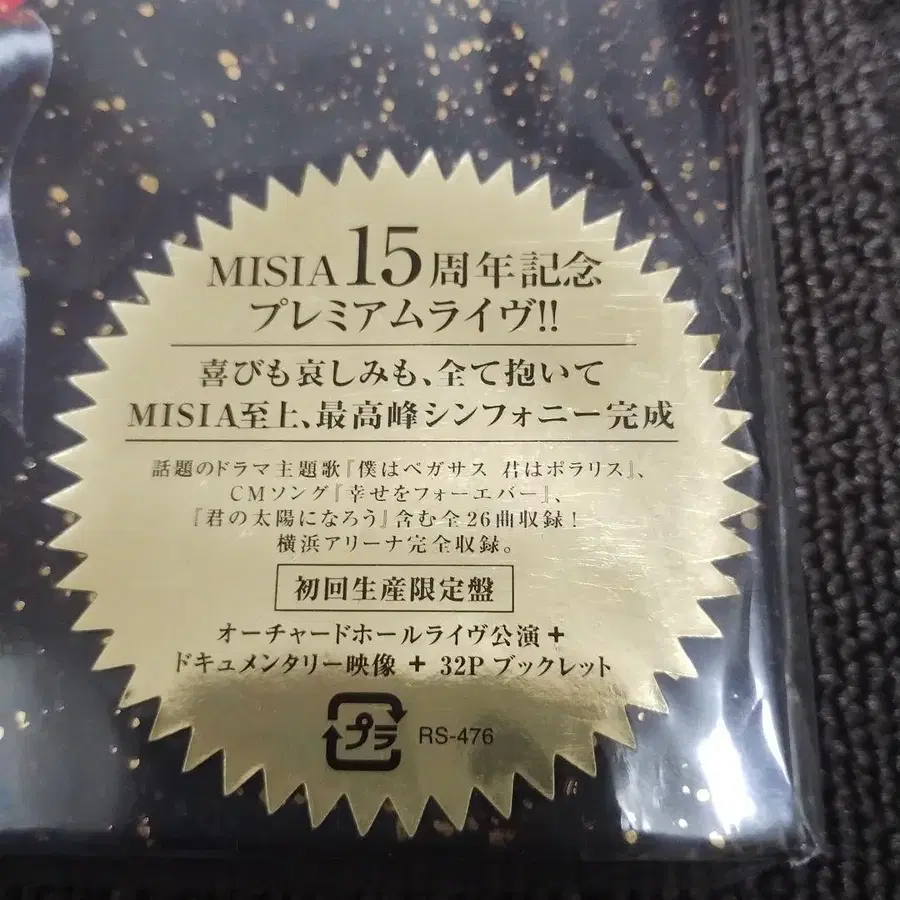 MISIA15周年記念
プレミアムライヴ!!
喜びも哀しみも、全て抱いて
MISIA至上、最高峰シンフォニー完成
話題のドラマ主題歌『僕はペガサス 君はポラリス』、
CMソング『幸せをフォーエバー』、
『君の太陽になろう』含む全26曲収録!
横浜アリーナ完全収録。
初回生産限定盤
オーチャードホールライヴ公演+
ドキュメンタリー映像 + 32P ブックレット
プラ RS-476